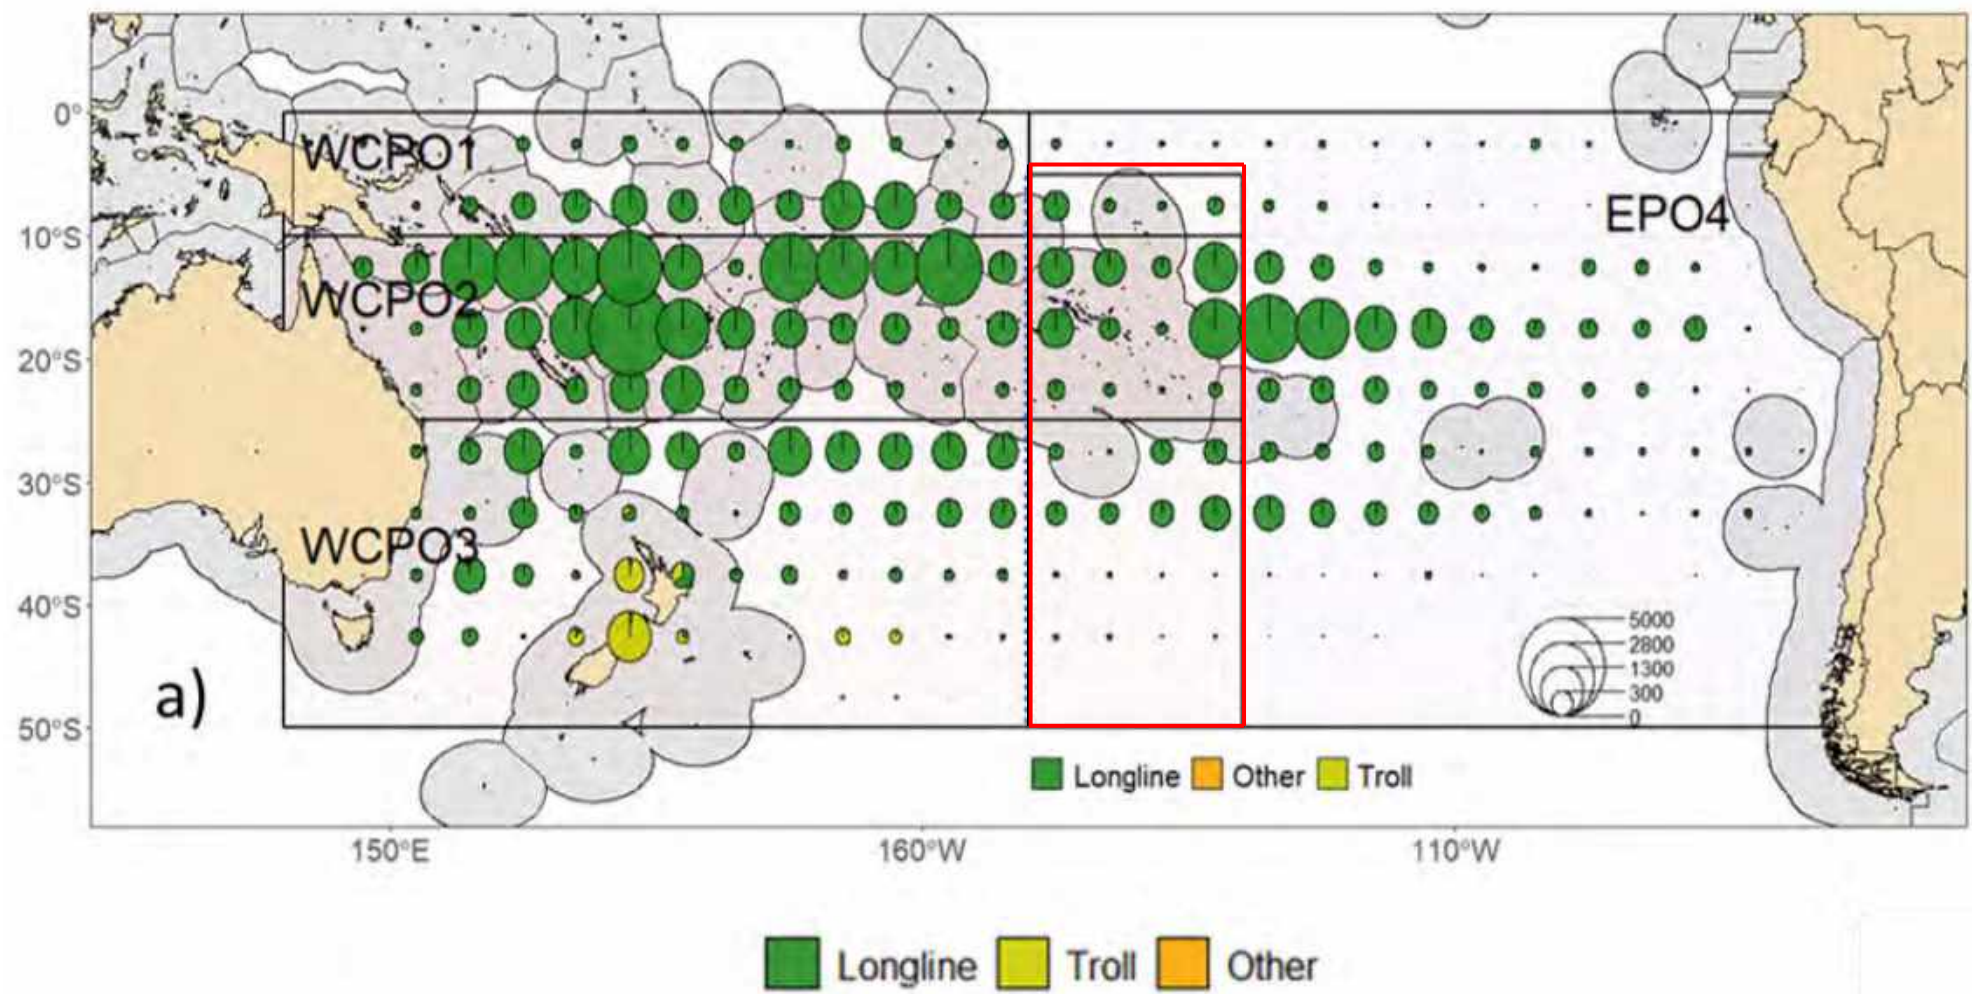 0°
WCPO1
EPO4
10°S
WCPO2
20°S
30°S
WCPO3
40°S
5000
2800
1300
300
0
a)
50°S
Longline Other Troll
150°E 160°W 110°W
Longline Troll Other